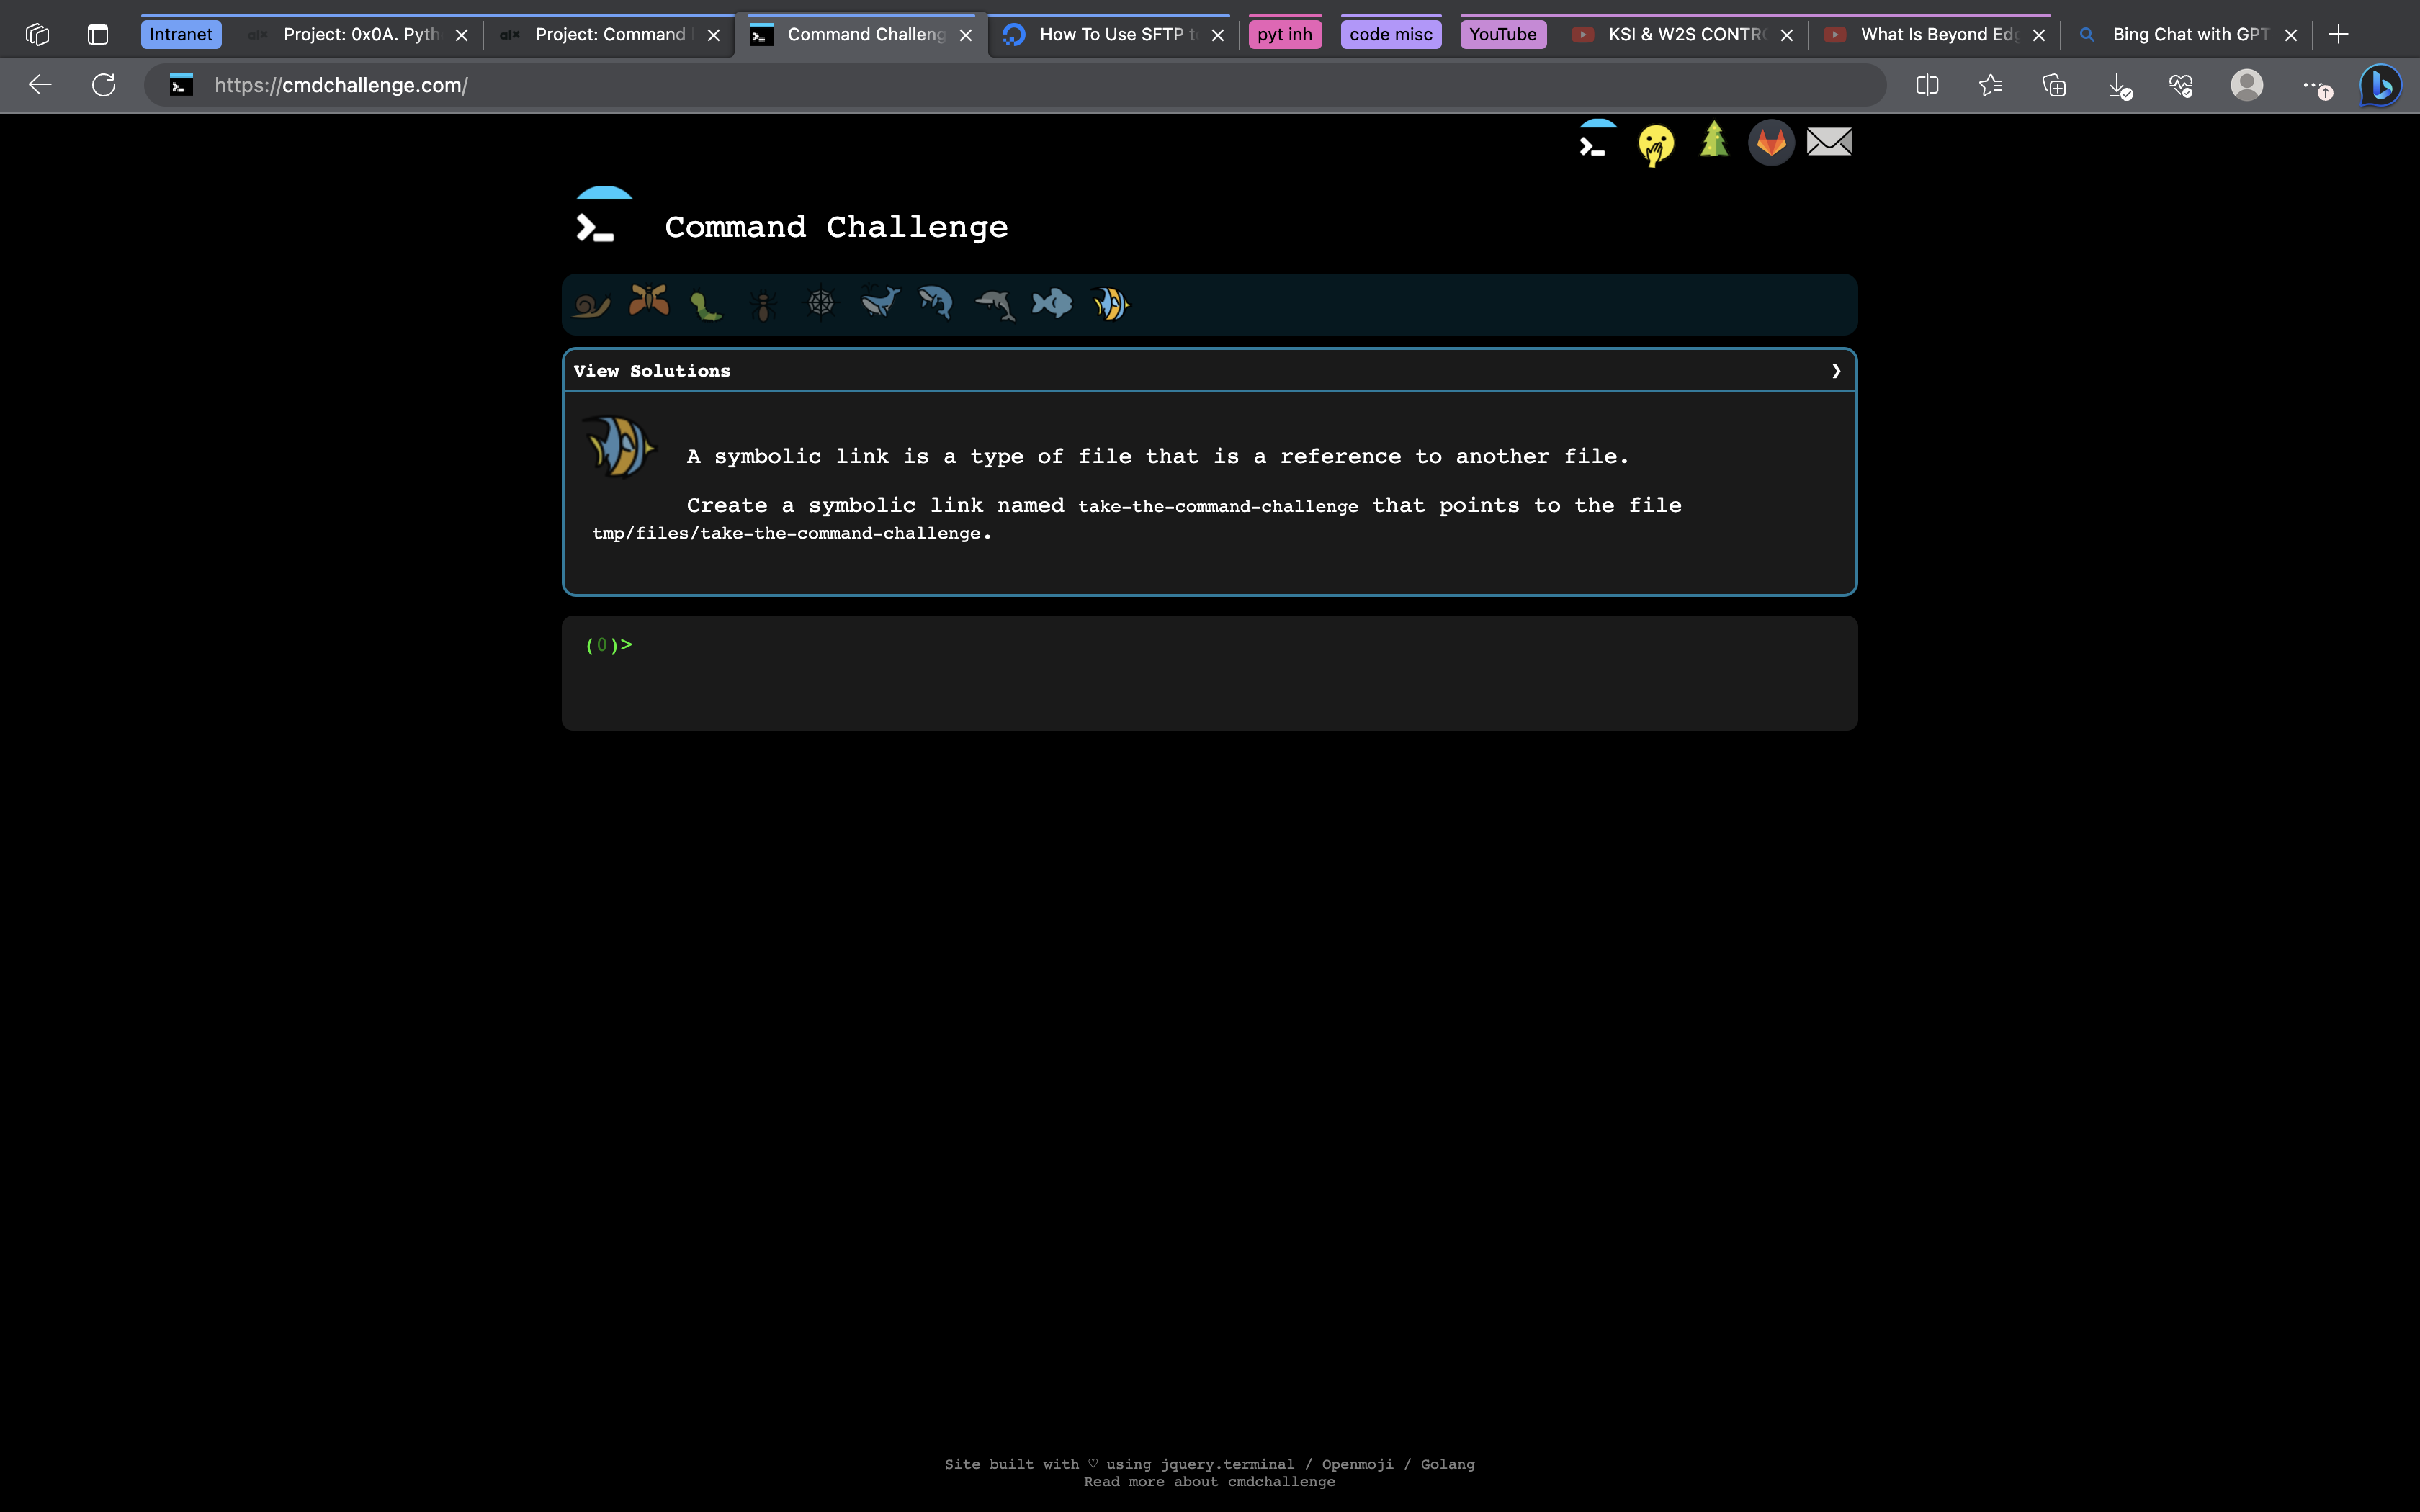 Intranet
Project: 0x0A. Pyth
Project: Command
Command Challeng
How To Use SFTP t
pyt inh
code misc
YouTube
KSI & W2S CONTR
What Is Beyond Ed
Bing Chat with GPT
https://cmdchallenge.com/
Command Challenge
View Solutions
A symbolic link is a type of file that is a reference to another file.
Create a symbolic link named take-the-command-challenge that points to the file
tmp/files/take-the-command-challenge.
(0)>
Site built with ♡ using jquery.terminal / Openmoji / Golang
Read more about cmdchallenge